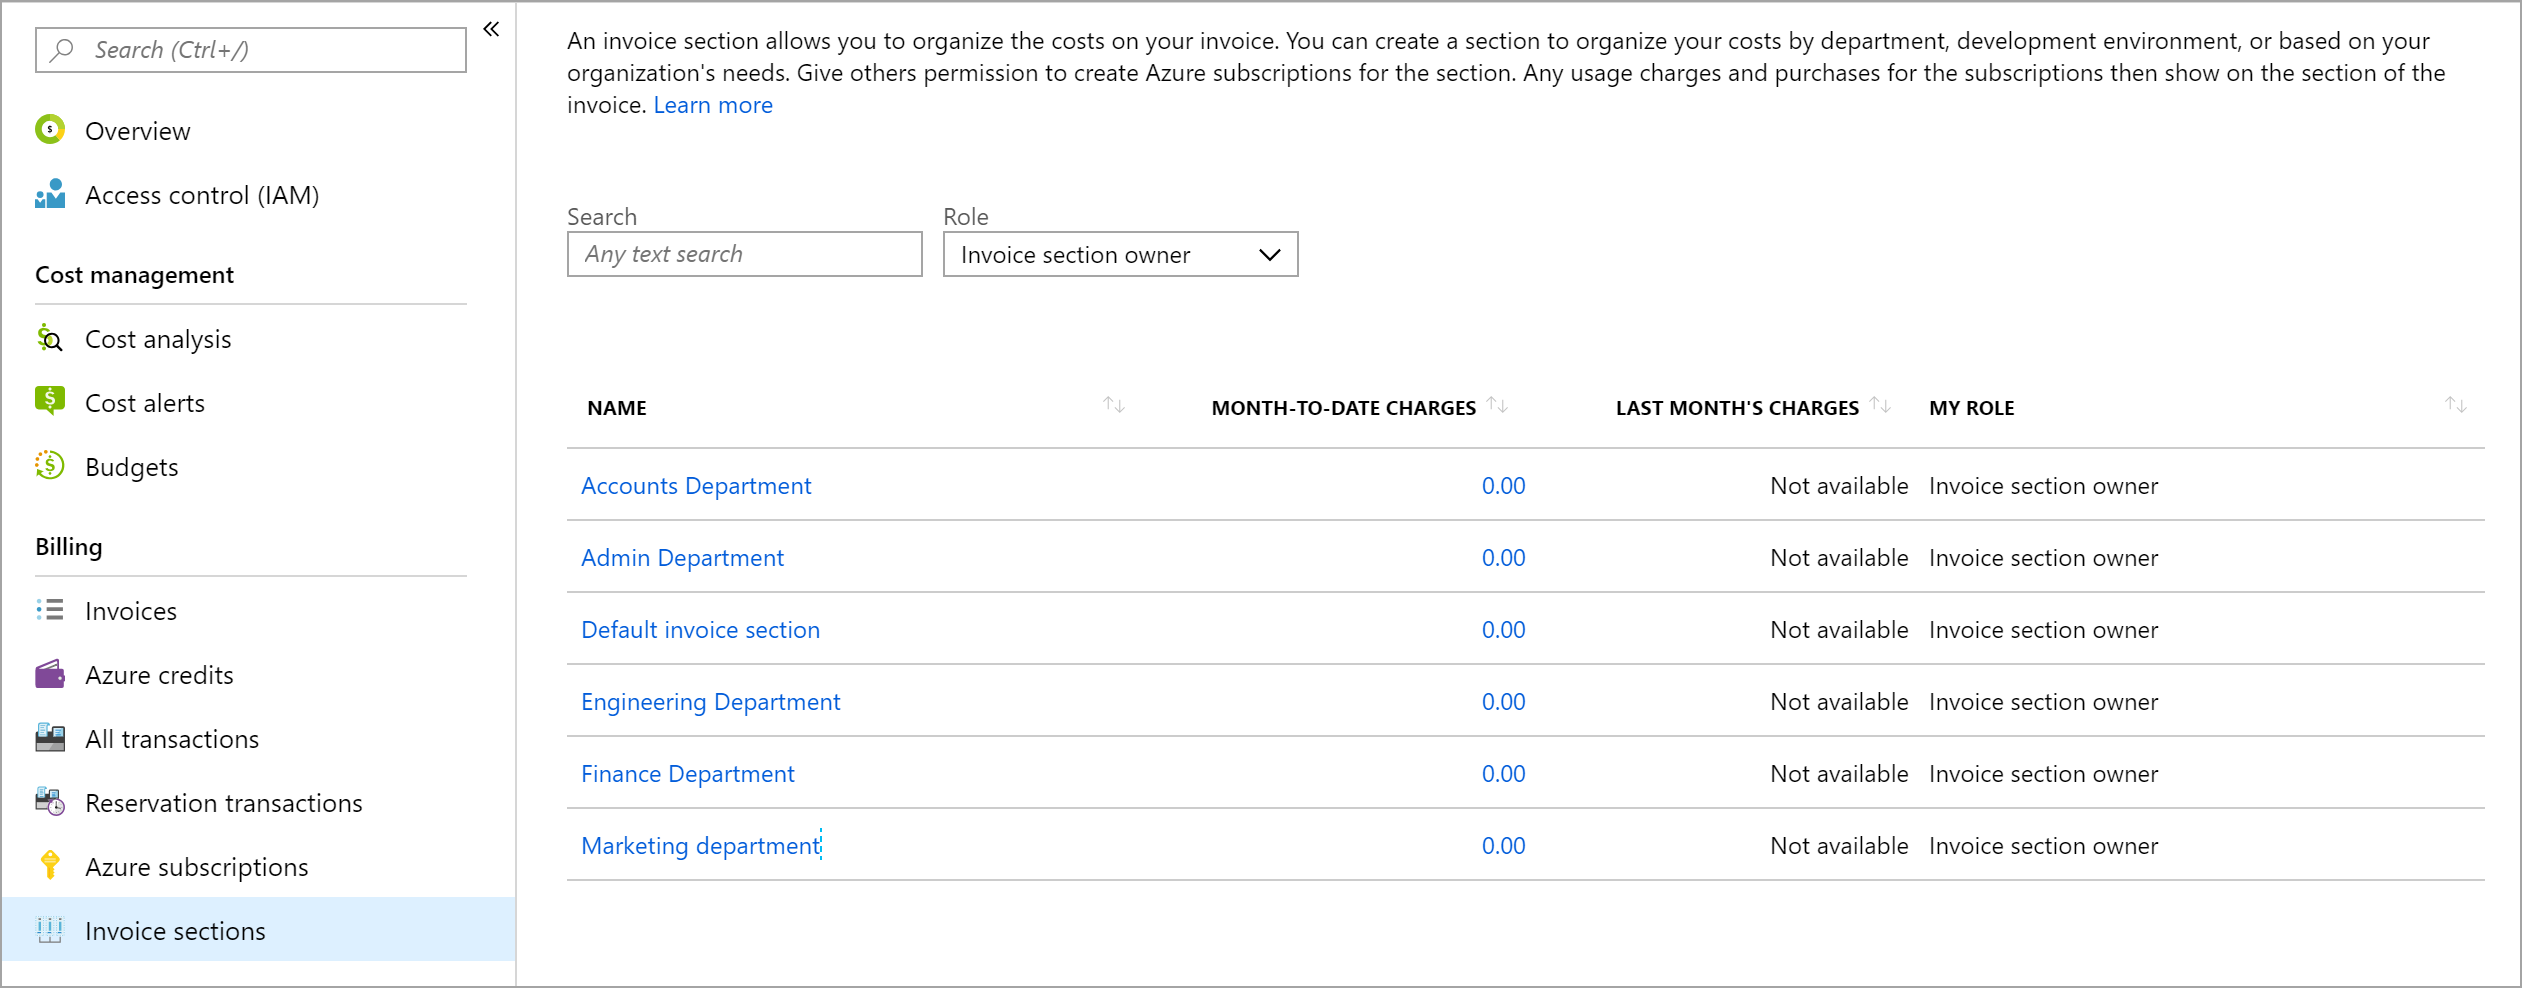 Search (Ctrl+/)
«
Overview
Access control (IAM)
Cost management
Cost analysis
Cost alerts
Budgets
Billing
Invoices
Azure credits
All transactions
Reservation transactions
Azure subscriptions
Invoice sections
An invoice section allows you to organize the costs on your invoice. You can create a section to organize your costs by department, development environment, or based on your
organization's needs. Give others permission to create Azure subscriptions for the section. Any usage charges and purchases for the subscriptions then show on the section of the
invoice. Learn more
Search Role
Any text search Invoice section owner
NAME ↑↓ MONTH-TO-DATE CHARGES ↑↓ LAST MONTH'S CHARGES ↑↓ MY ROLE ↑↓
Accounts Department 0.00 Not available Invoice section owner
Admin Department 0.00 Not available Invoice section owner
Default invoice section 0.00 Not available Invoice section owner
Engineering Department 0.00 Not available Invoice section owner
Finance Department 0.00 Not available Invoice section owner
Marketing department 0.00 Not available Invoice section owner